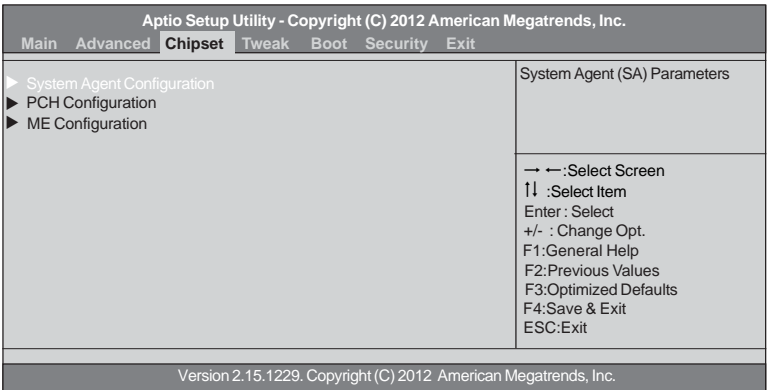 Aptio Setup Utility - Copyright (C) 2012 American Megatrends, Inc.
Main Advanced Chipset Tweak Boot Security Exit
System Agent Configuration
PCH Configuration
ME Configuration
System Agent (SA) Parameters
→ ←:Select Screen
↑↓ :Select Item
Enter : Select
+/- : Change Opt.
F1:General Help
F2:Previous Values
F3:Optimized Defaults
F4:Save & Exit
ESC:Exit
Version 2.15.1229. Copyright (C) 2012 American Megatrends, Inc.